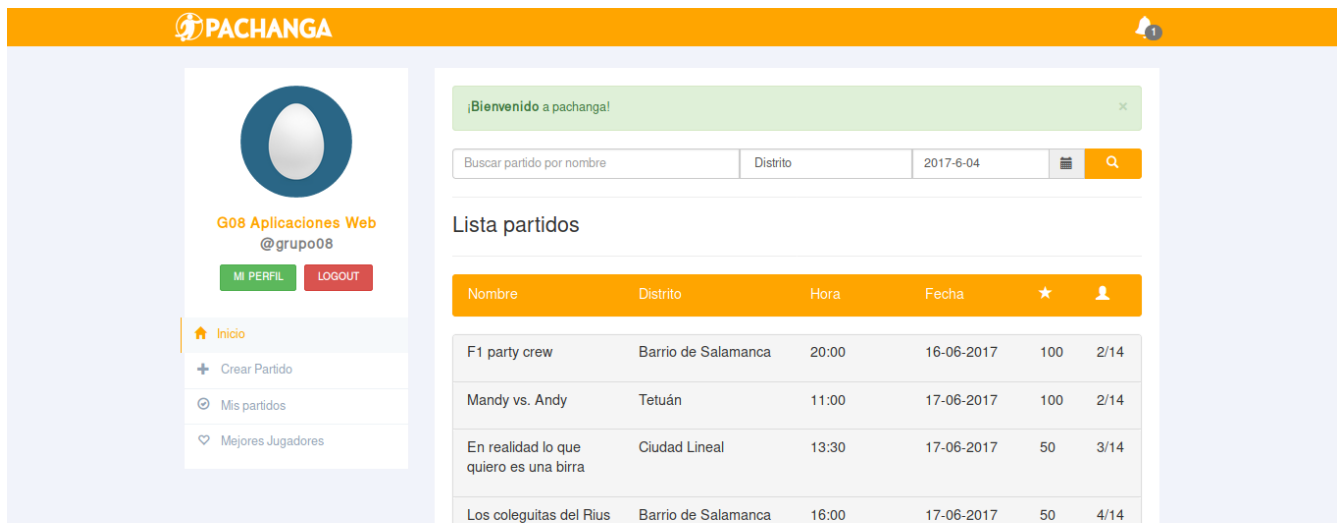 PACHANGA
1
G08 Aplicaciones Web
@grupo08
MI PERFIL LOGOUT
Inicio
Crear Partido
Mis partidos
Mejores Jugadores
¡Bienvenido a pachanga! ×
Buscar partido por nombre Distrito 2017-6-04
Lista partidos
Nombre Distrito Hora Fecha
F1 party crew Barrio de Salamanca 20:00 16-06-2017 100 2/14
Mandy vs. Andy Tetuán 11:00 17-06-2017 100 2/14
En realidad lo que Ciudad Lineal 13:30 17-06-2017 50 3/14
quiero es una birra
Los coleguitas del Rius Barrio de Salamanca 16:00 17-06-2017 50 4/14